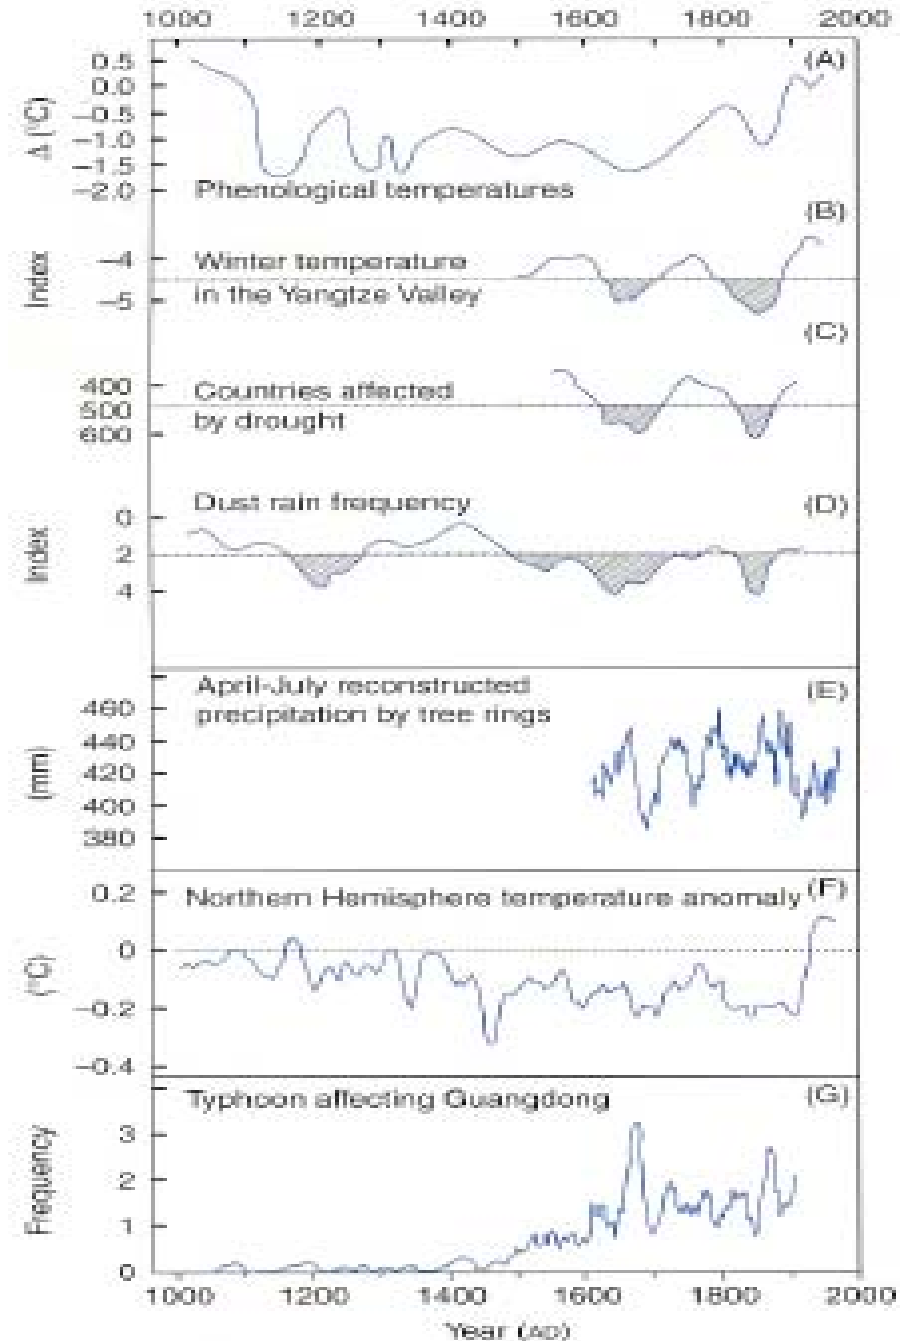 1000 1200 1400 1600 1800 2000
(A)
0.5
0.0
−0.5
−1.0
−1.5
−2.0
Δ (°C)
Phenological temperatures
(B)
Winter temperature
in the Yangtze Valley
−4
−5
Index
(C)
Countries affected
by drought
400
500
600
Dust rain frequency
(D)
0
2
4
Index
April-July reconstructed
precipitation by tree rings
(E)
460
440
420
400
380
(mm)
Northern Hemisphere temperature anomaly (F)
0.2
0
−0.2
−0.4
(°C)
Typhoon affecting Guangdong
(G)
3
2
1
0
Frequency
1000 1200 1400 1600 1800 2000
Year (AD)